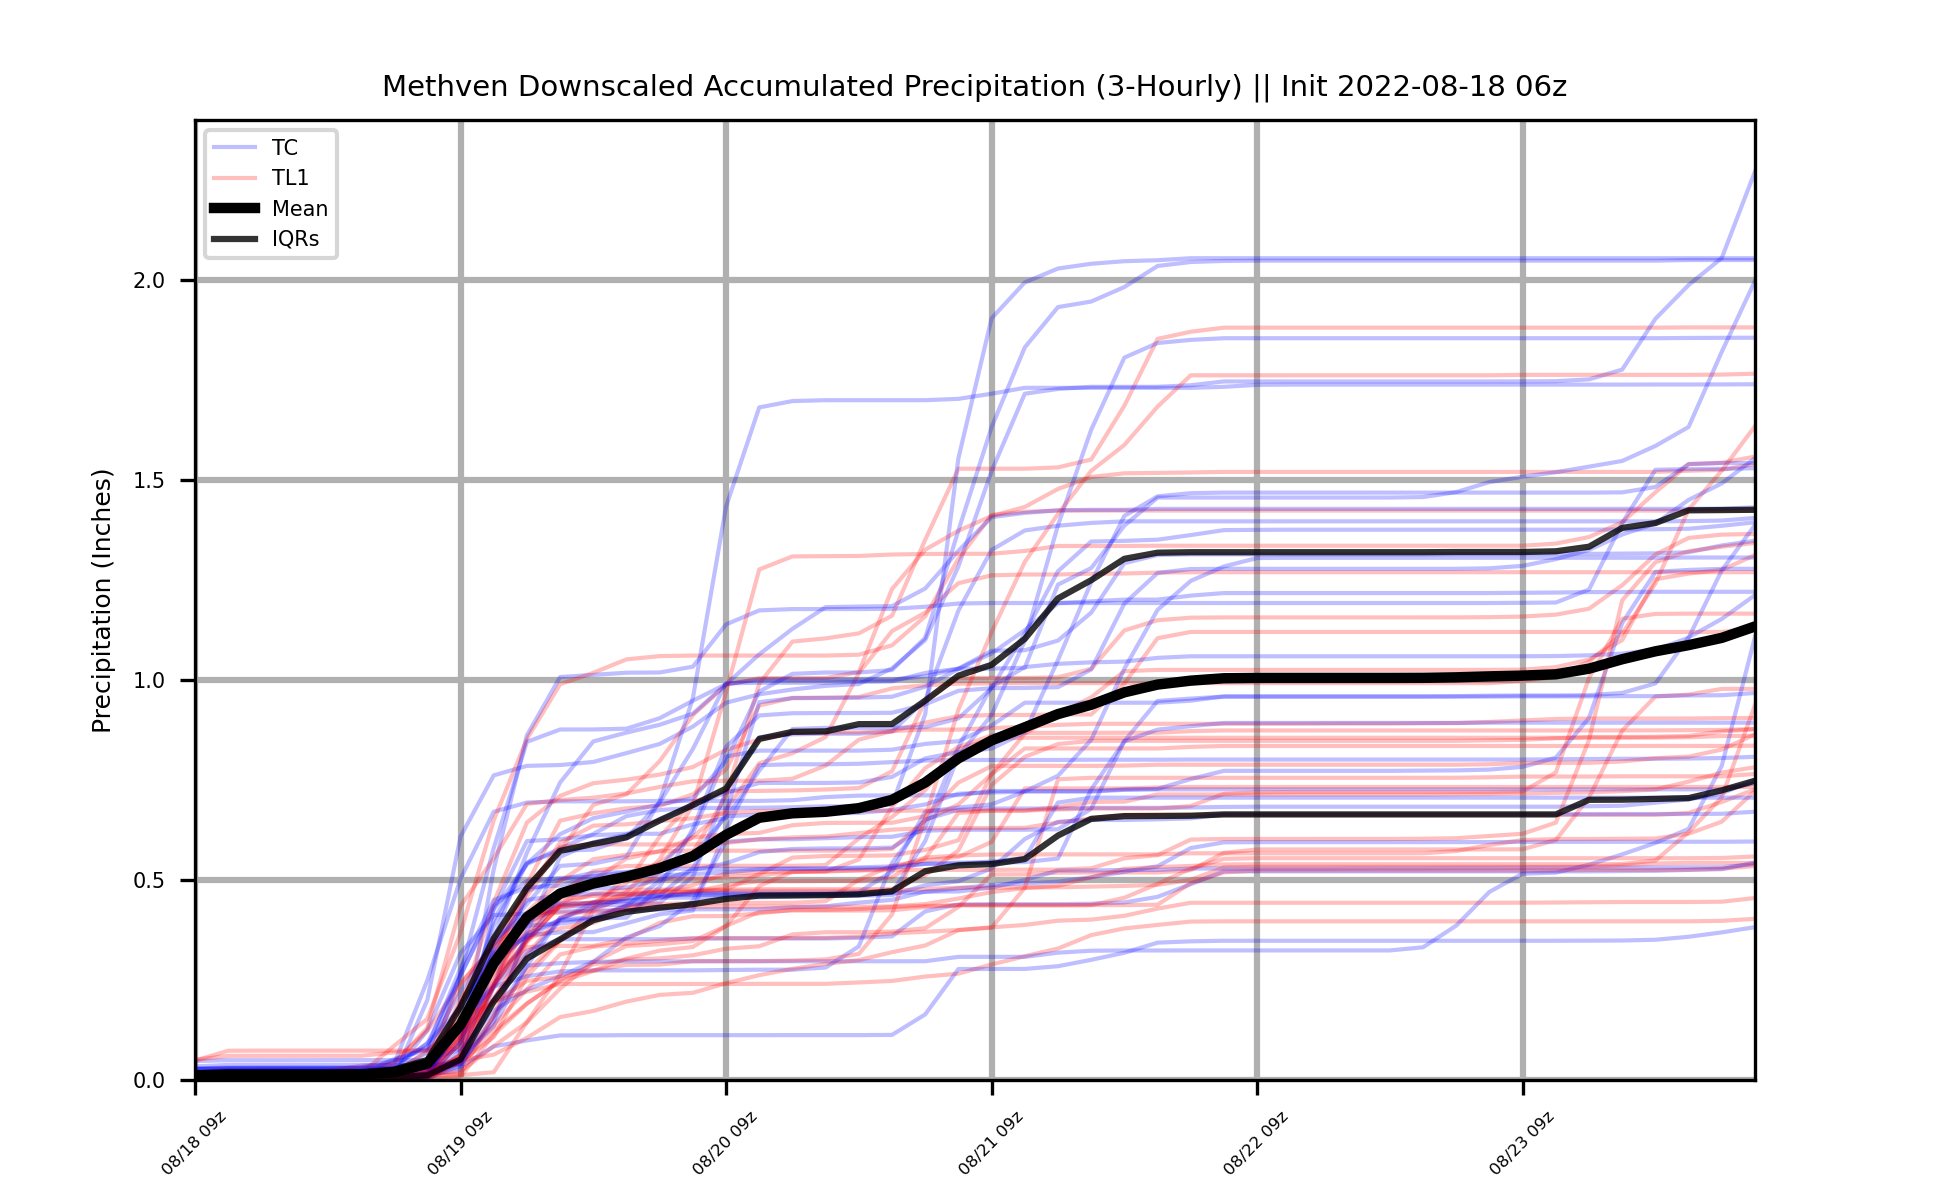 Methven Downscaled Accumulated Precipitation (3-Hourly) || Init 2022-08-18 06z
TC
TL1
Mean
IQRs
Precipitation (Inches)
2.0
1.5
1.0
0.5
0.0
08/18 09z
08/19 09z
08/20 09z
08/21 09z
08/22 09z
08/23 09z